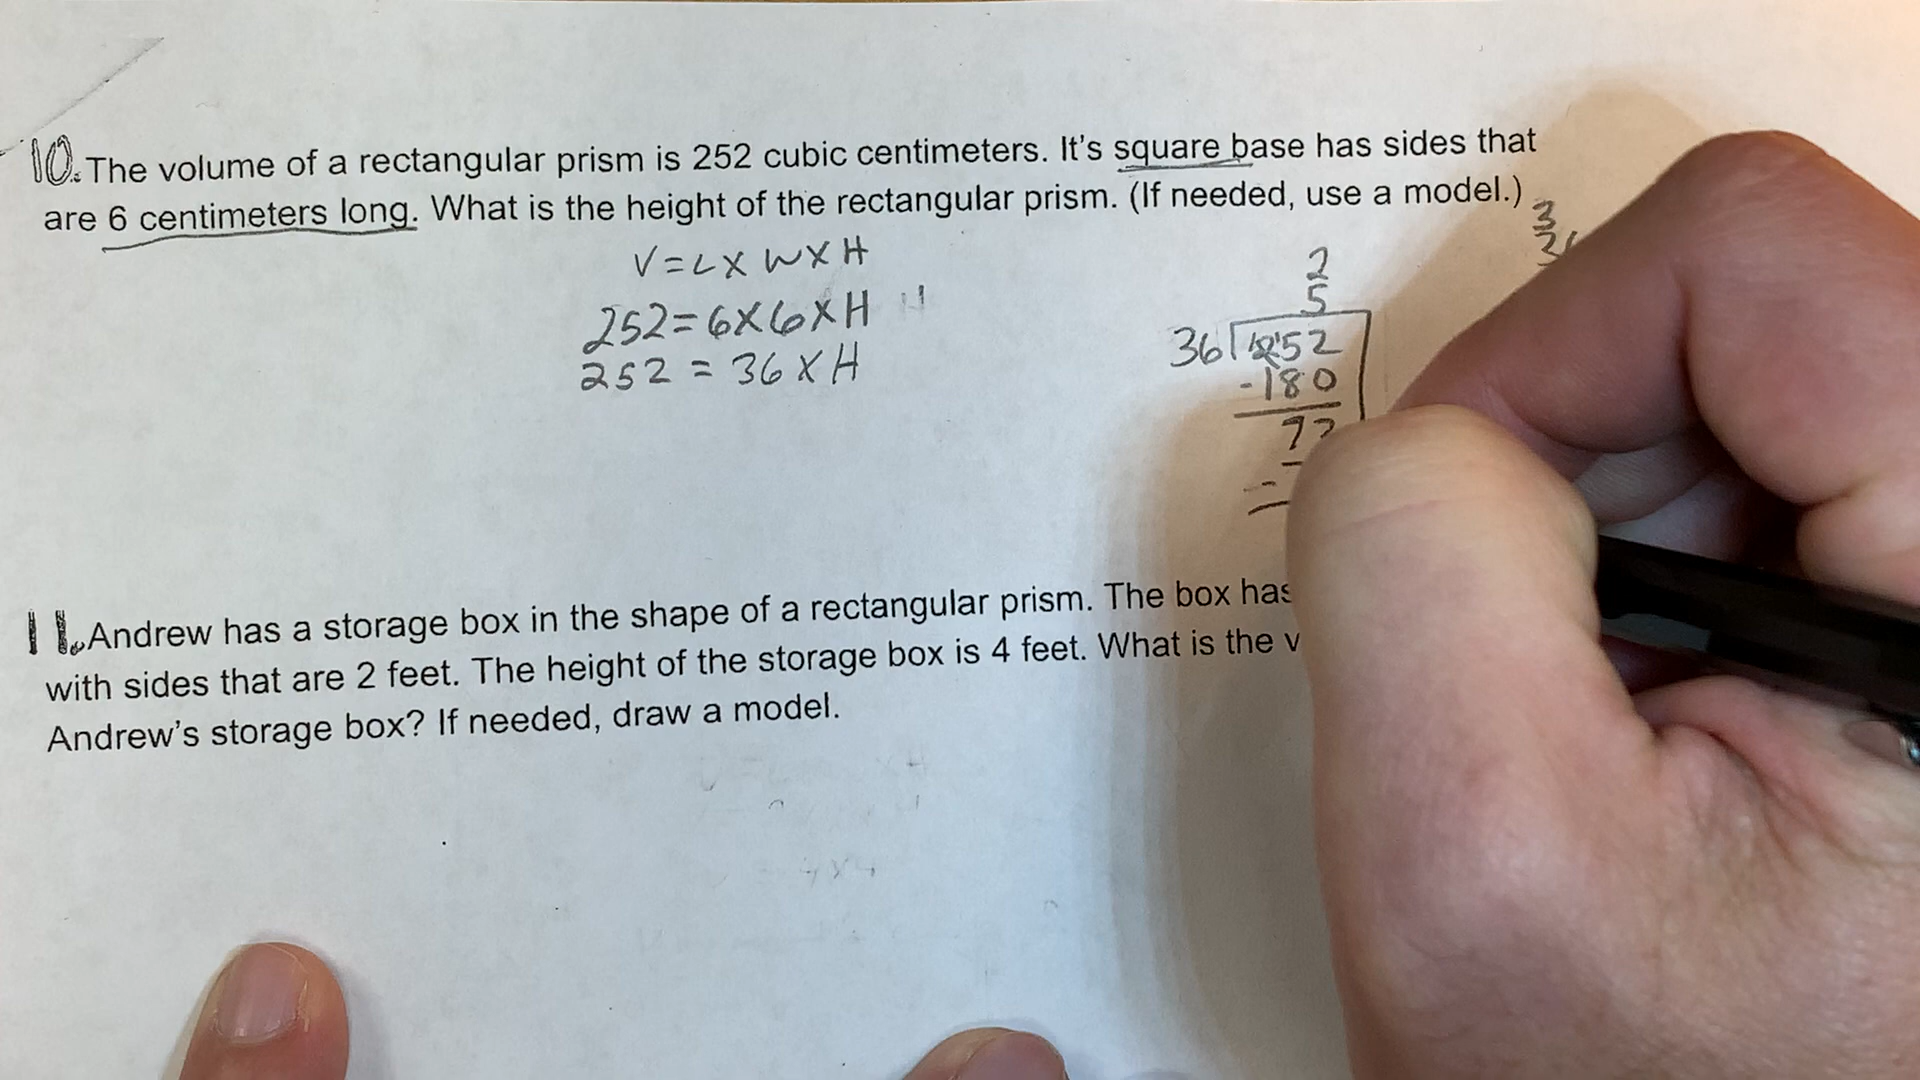 10. The volume of a rectangular prism is 252 cubic centimeters. It's square base has sides that
are 6 centimeters long. What is the height of the rectangular prism. (If needed, use a model.)
V=LXWXH
252=6X6XH
252=36XH
3
2
5
36 252
-180
72
11. Andrew has a storage box in the shape of a rectangular prism. The box has
with sides that are 2 feet. The height of the storage box is 4 feet. What is the
Andrew's storage box? If needed, draw a model.